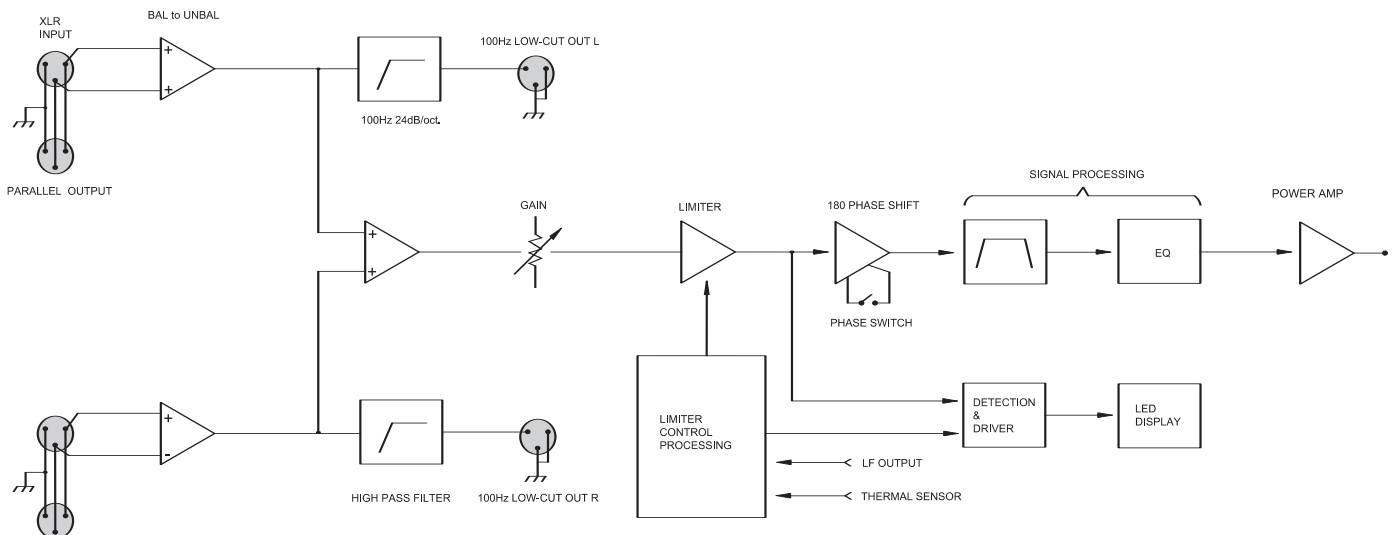 XLR
INPUT
BAL to UNBAL
+
+
100Hz 24dB/oct.
100Hz LOW-CUT OUT L
PARALLEL OUTPUT
+
+
GAIN
LIMITER
180 PHASE SHIFT
PHASE SWITCH
SIGNAL PROCESSING
EQ
POWER AMP
LIMITER
CONTROL
PROCESSING
DETECTION
&
DRIVER
LED
DISPLAY
LF OUTPUT
THERMAL SENSOR
+
-
HIGH PASS FILTER
100Hz LOW-CUT OUT R